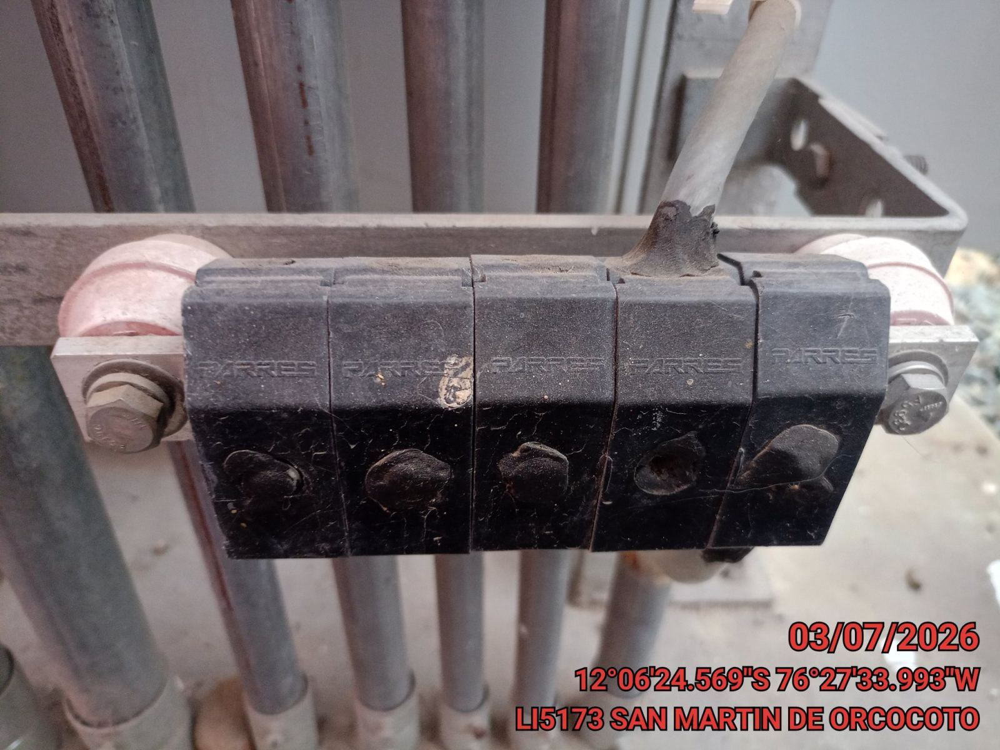 PARRES PARRES PARRES PARRES PARRES
03/07/2026
12°06'24.569"S 76°27'33.993"W
LI5173 SAN MARTIN DE ORCOCOTO